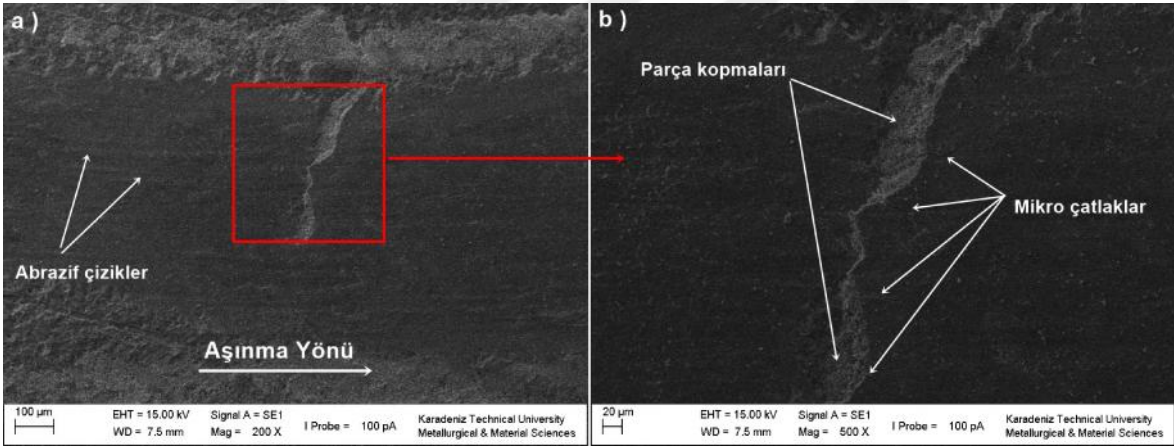 a )
Abrazif çizikler
Aşınma Yönü
100 µm
EHT = 15.00 kV
Signal A = SE1
WD = 7.5 mm
Mag = 200 X
I Probe = 100 pA
Karadeniz Technical University
Metallurgical & Material Sciences
b )
Parça kopmaları
Mikro çatlaklar
20 µm
EHT = 15.00 kV
Signal A = SE1
WD = 7.5 mm
Mag = 500 X
I Probe = 100 pA
Karadeniz Technical University
Metallurgical & Material Sciences